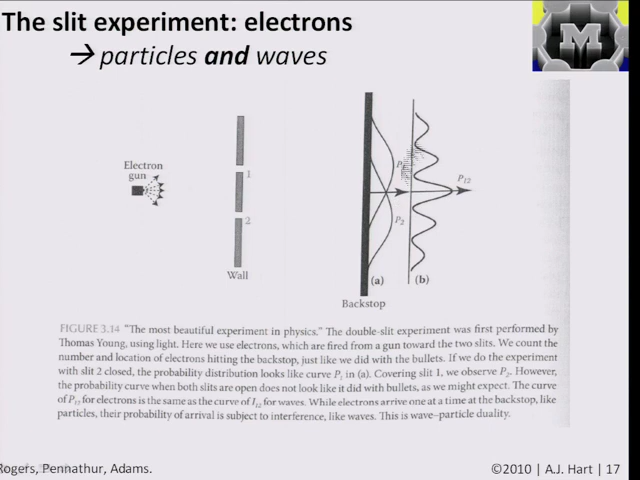 The slit experiment: electrons
→ particles and waves
M
Electron
gun
1
2
Wall
P
P2
P12
(a)
(b)
Backstop
FIGURE 3.14 "The most beautiful experiment in physics." The double-slit experiment was first performed by
Thomas Young, using light. Here we use electrons, which are fired from a gun toward the two slits. We count the
number and location of electrons hitting the backstop, just like we did with the bullets. If we do the experiment
with slit 2 closed, the probability distribution looks like curve P1 in (a). Covering slit 1, we observe P2. However,
the probability curve when both slits are open does not look like it did with bullets, as we might expect. The curve
of P12 for electrons is the same as the curve of I12 for waves. While electrons arrive one at a time at the backstop, like
particles, their probability of arrival is subject to interference, like waves. This is wave–particle duality.
Rogers, Pennathur, Adams.
©2010 | A.J. Hart | 17